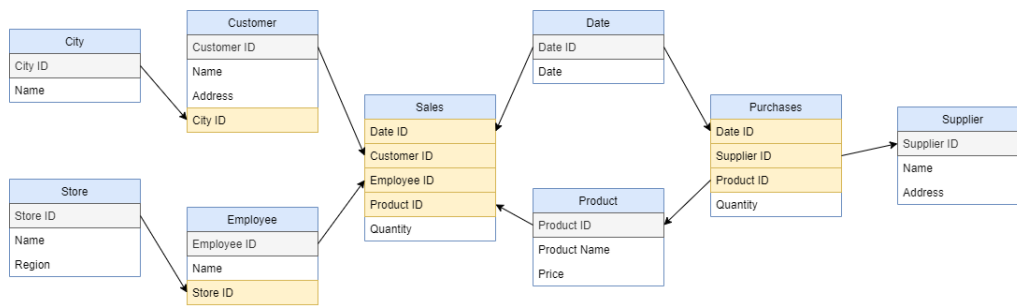 City
City ID
Name
Customer
Customer ID
Name
Address
City ID
Store
Store ID
Name
Region
Employee
Employee ID
Name
Store ID
Sales
Date ID
Customer ID
Employee ID
Product ID
Quantity
Date
Date ID
Date
Product
Product ID
Product Name
Price
Purchases
Date ID
Supplier ID
Product ID
Quantity
Supplier
Supplier ID
Name
Address